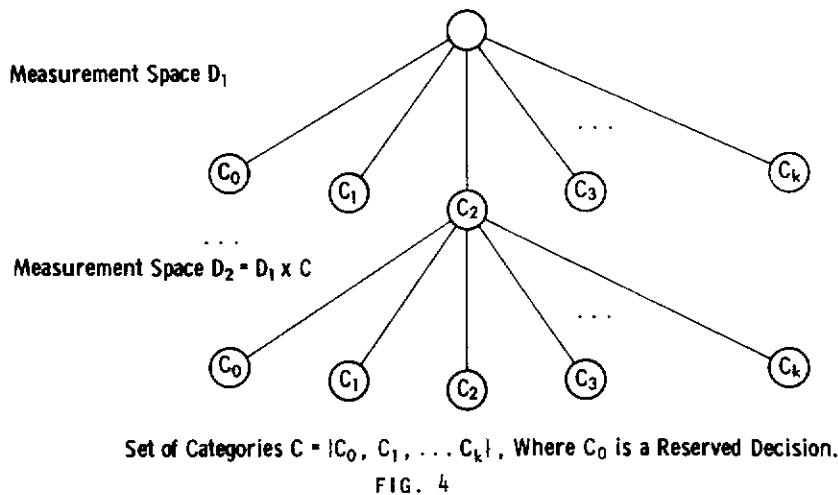 Measurement Space D₁
. . .
C₀ C₁ C₂ C₃ Cₖ
. . .
Measurement Space D₂ = D₁ x C
. . .
C₀ C₁ C₂ C₃ Cₖ
Set of Categories C = {C₀, C₁, . . . Cₖ}, Where C₀ is a Reserved Decision.
FIG. 4